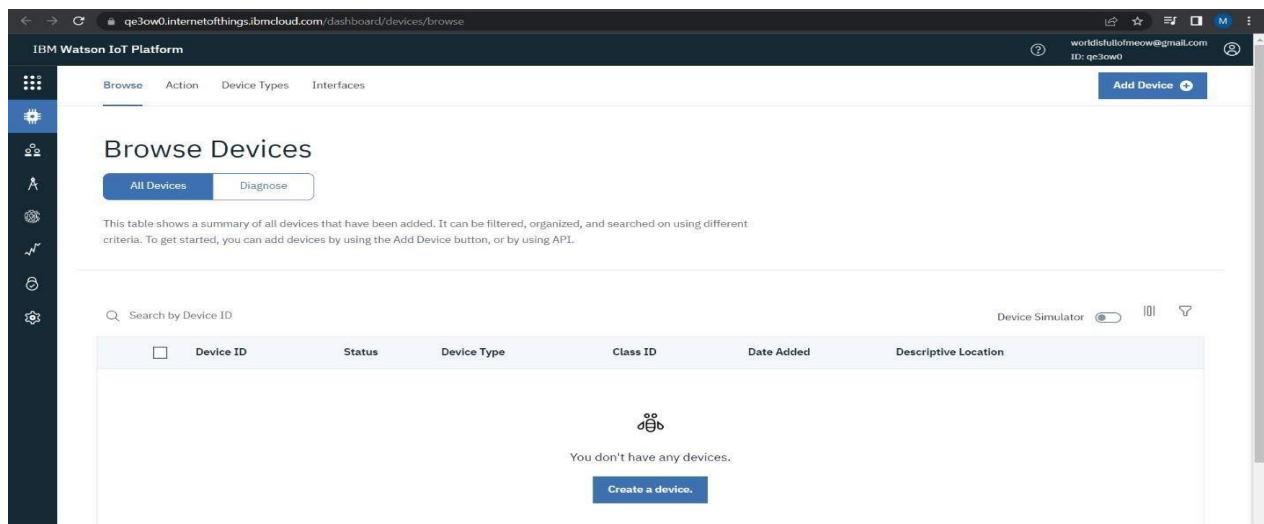 qe3ow0.internetofthings.ibmcloud.com/dashboard/devices/browse
M
IBM Watson IoT Platform
worldisfullofmeow@gmail.com
ID: qe3ow0
Browse Action Device Types Interfaces
Add Device
Browse Devices
All Devices Diagnose
This table shows a summary of all devices that have been added. It can be filtered, organized, and searched on using different
criteria. To get started, you can add devices by using the Add Device button, or by using API.
Search by Device ID
Device Simulator
Device ID Status Device Type Class ID Date Added Descriptive Location
You don't have any devices.
Create a device.